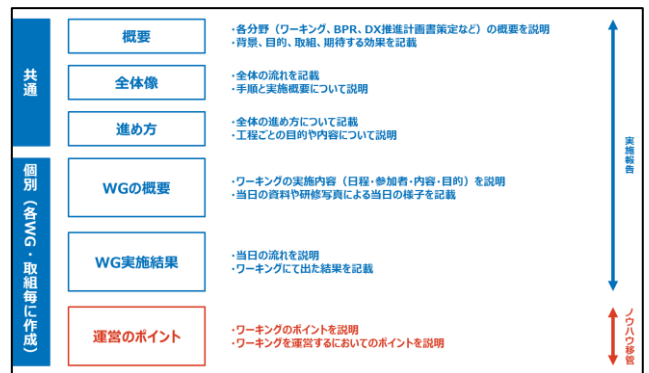 共通
概要
・各分野（ワーキング、BPR、DX推進計画書策定など）の概要を説明
・背景、目的、取組、期待する効果を記載
全体像
・全体の流れを記載
・手順と実施概要について説明
進め方
・全体の進め方について記載
・工程ごとの目的や内容について説明
個別（各WG・取組毎に作成）
WGの概要
・ワーキングの実施内容（日程・参加者・内容・目的）を説明
・当日の資料や研修写真による当日の様子を記載
WG実施結果
・当日の流れを説明
・ワーキングにて出た結果を記載
運営のポイント
・ワーキングのポイントを説明
・ワーキングを運営するにおいてのポイントを説明
実施報告
ノウハウ移管